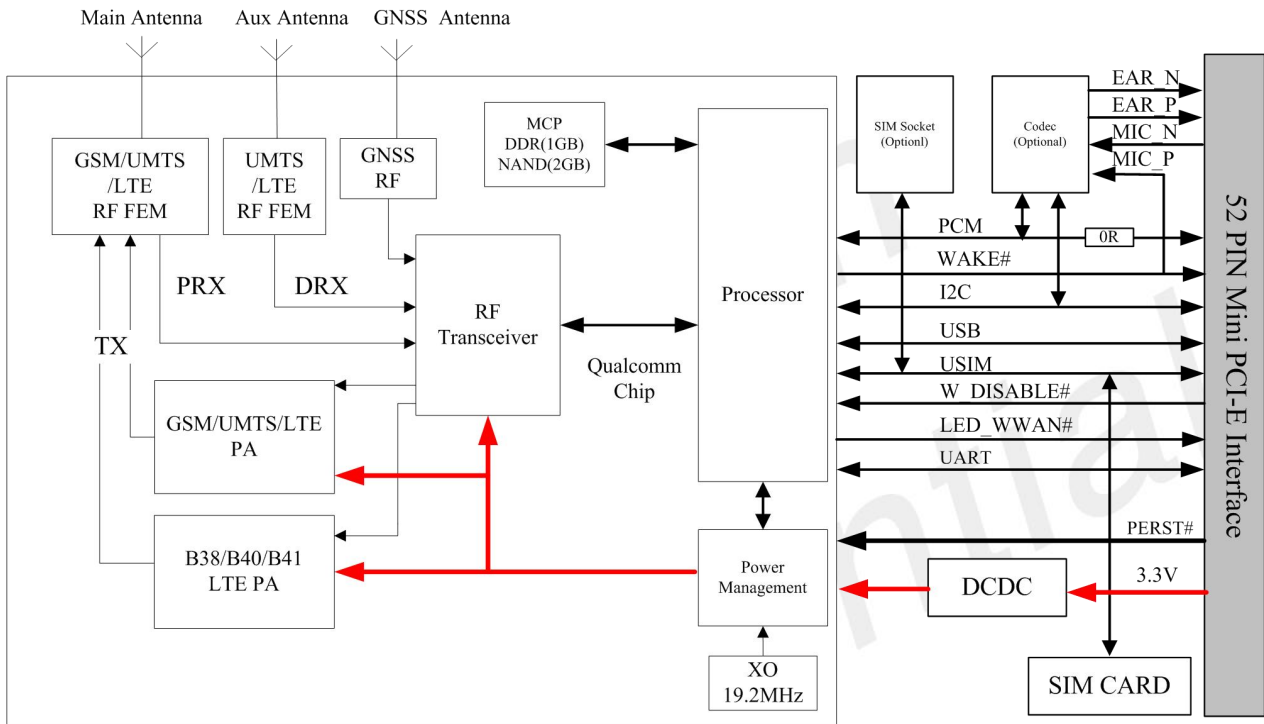 Main Antenna
Aux Antenna
GNSS Antenna
GSM/UMTS
/LTE
RF FEM
UMTS
/LTE
RF FEM
GNSS
RF
MCP
DDR(1GB)
NAND(2GB)
Processor
SIM Socket
(Optionl)
Codec
(Optional)
EAR_N
EAR_P
MIC_N
MIC_P
PCM
0R
WAKE#
I2C
USB
USIM
W_DISABLE#
LED_WWAN#
UART
PERST#
3.3V
52 PIN Mini PCI-E Interface
PRX
DRX
TX
RF
Transceiver
Qualcomm
Chip
GSM/UMTS/LTE
PA
B38/B40/B41
LTE PA
Power
Management
DCDC
XO
19.2MHz
SIM CARD